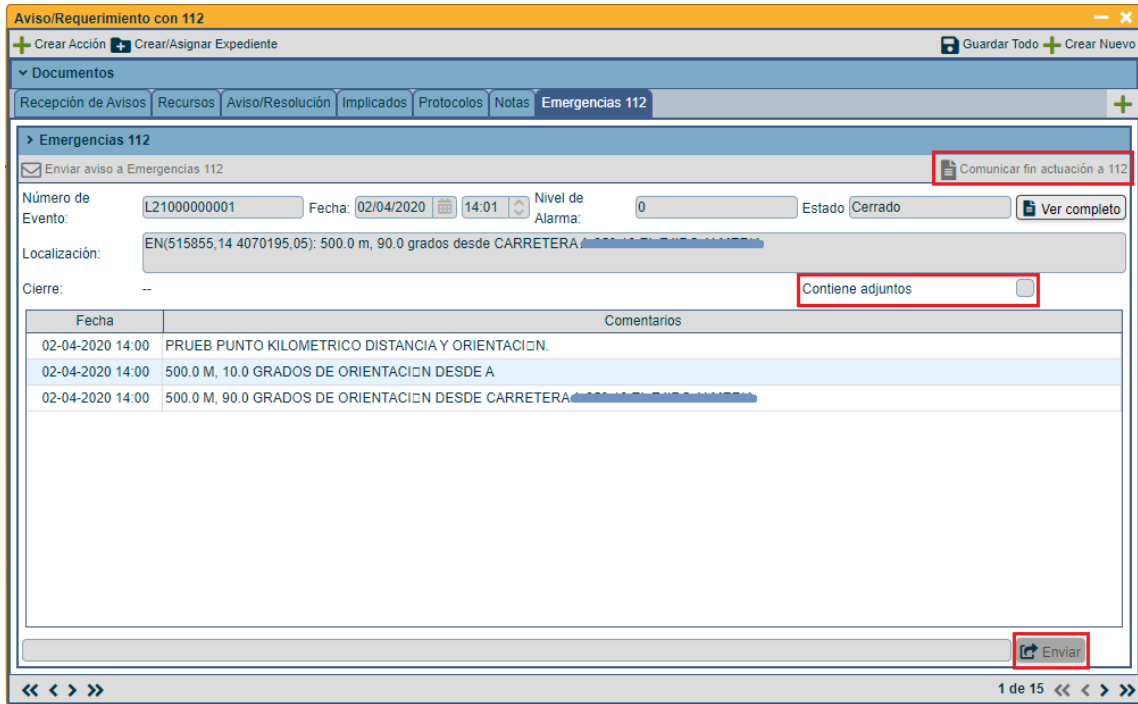 Aviso/Requerimiento con 112
Crear Acción Crear/Asignar Expediente Guardar Todo Crear Nuevo
Documentos
Recepción de Avisos Recursos Aviso/Resolución Implicados Protocolos Notas Emergencias 112
Emergencias 112
Enviar aviso a Emergencias 112 Comunicar fin actuación a 112
Número de Evento: L21000000001 Fecha: 02/04/2020 14:01 Nivel de Alarma: 0 Estado Cerrado Ver completo
Localización: EN(515855,14 4070195,05): 500.0 m, 90.0 grados desde CARRETERA
Cierre: -- Contiene adjuntos
Fecha Comentarios
02-04-2020 14:00 PRUEB PUNTO KILOMETRICO DISTANCIA Y ORIENTACI□N.
02-04-2020 14:00 500.0 M, 10.0 GRADOS DE ORIENTACI□N DESDE A
02-04-2020 14:00 500.0 M, 90.0 GRADOS DE ORIENTACI□N DESDE CARRETERA
Enviar
1 de 15